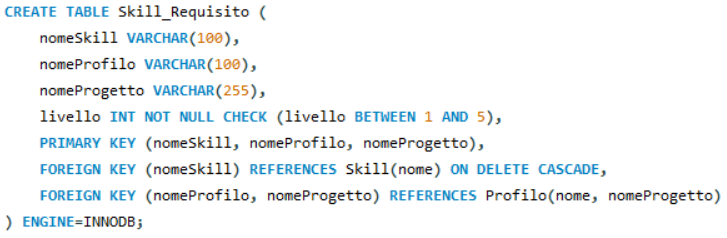 CREATE TABLE Skill_Requisito (
    nomeSkill VARCHAR(100),
    nomeProfilo VARCHAR(100),
    nomeProgetto VARCHAR(255),
    livello INT NOT NULL CHECK (livello BETWEEN 1 AND 5),
    PRIMARY KEY (nomeSkill, nomeProfilo, nomeProgetto),
    FOREIGN KEY (nomeSkill) REFERENCES Skill(nome) ON DELETE CASCADE,
    FOREIGN KEY (nomeProfilo, nomeProgetto) REFERENCES Profilo(nome, nomeProgetto)
) ENGINE=INNODB;